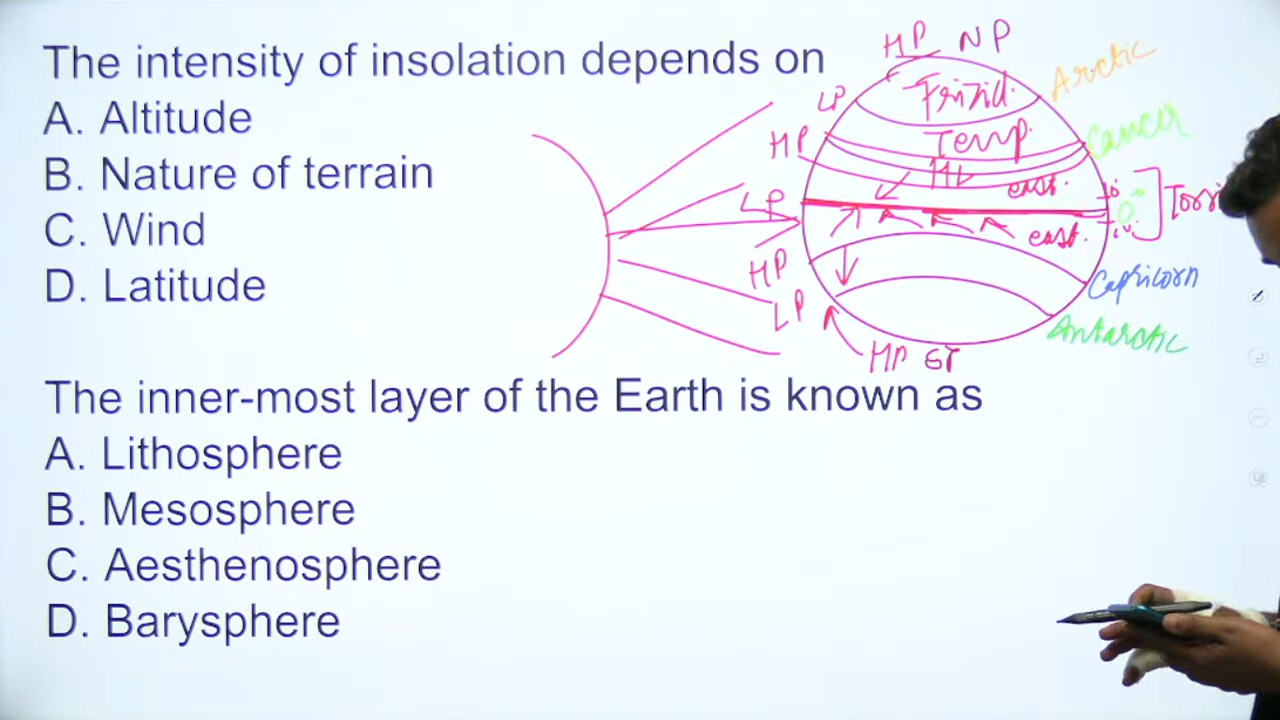 The intensity of insolation depends on
A. Altitude
B. Nature of terrain
C. Wind
D. Latitude
HP NP
Arctic
LP
Frizid.
HP
Temp.
Cancer
HP
east.
LP
east.
HP
Capricorn
LP
Antarctic
HP
The inner-most layer of the Earth is known as
A. Lithosphere
B. Mesosphere
C. Aesthenosphere
D. Barysphere